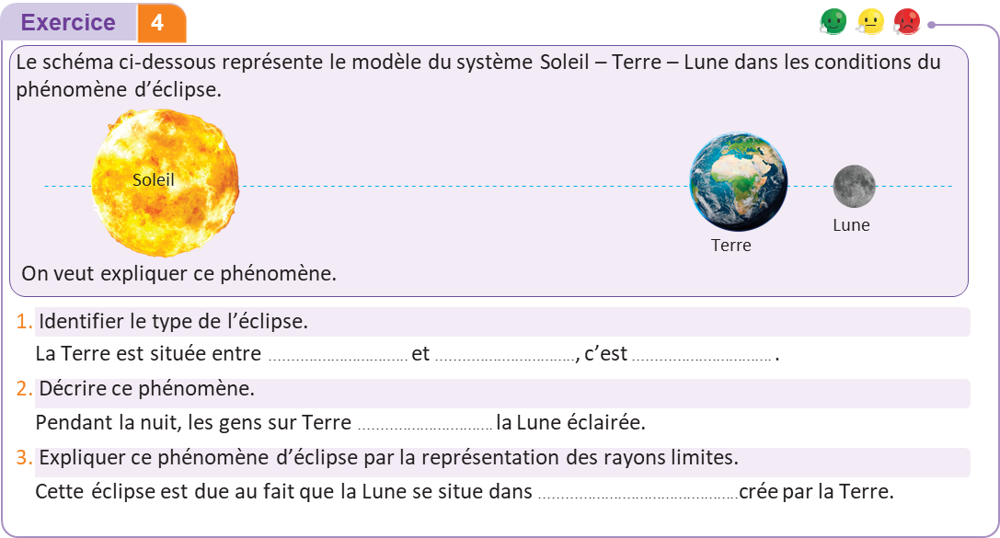 Exercice 4
Le schéma ci-dessous représente le modèle du système Soleil – Terre – Lune dans les conditions du
phénomène d’éclipse.
Soleil
Terre
Lune
On veut expliquer ce phénomène.
1. Identifier le type de l’éclipse.
La Terre est située entre .............................. et .............................., c’est .............................. .
2. Décrire ce phénomène.
Pendant la nuit, les gens sur Terre .............................. la Lune éclairée.
3. Expliquer ce phénomène d’éclipse par la représentation des rayons limites.
Cette éclipse est due au fait que la Lune se situe dans ...........................................crée par la Terre.